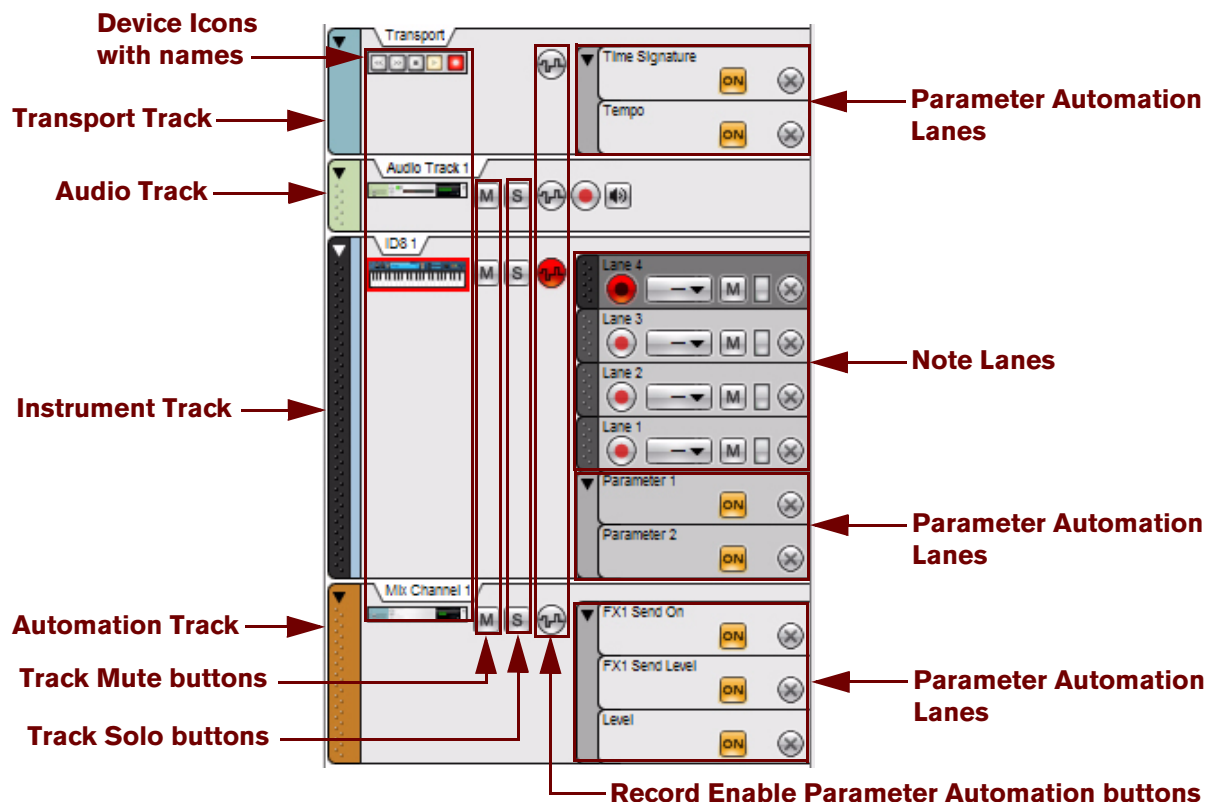 Device Icons
with names
Transport
Time Signature
ON
Tempo
ON
Parameter Automation
Lanes
Transport Track
Audio Track
Audio Track 1
M S
ID8 1
M S
Lane 4
M
Lane 3
M
Lane 2
M
Lane 1
M
Note Lanes
Instrument Track
Parameter 1
ON
Parameter 2
ON
Parameter Automation
Lanes
Mix Channel 1
M S
FX1 Send On
ON
FX1 Send Level
ON
Level
ON
Automation Track
Track Mute buttons
Track Solo buttons
Parameter Automation
Lanes
Record Enable Parameter Automation buttons